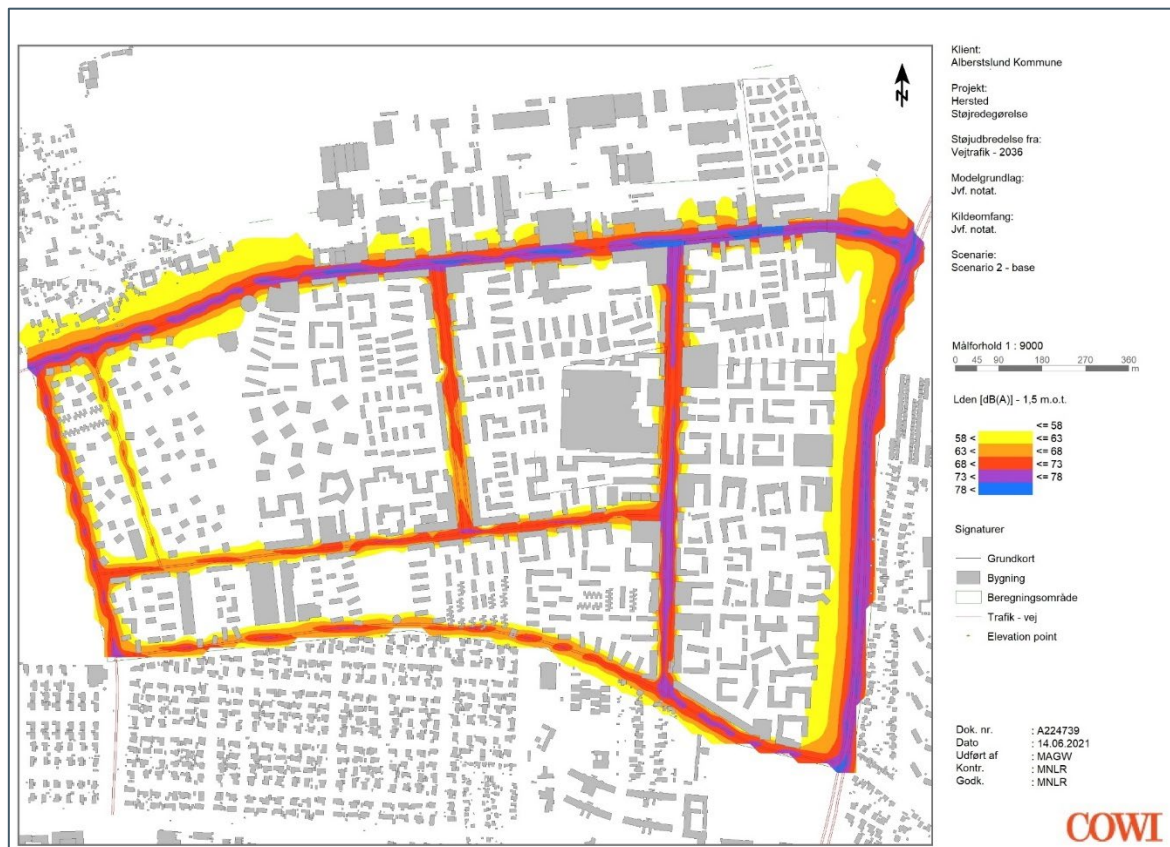 Klient:
Alberstslund Kommune
Projekt:
Hersted
Støjredegørelse
Støjudbredelse fra:
Vejtrafik - 2036
Modelgrundlag:
Jvf. notat.
Kildeomfang:
Jvf. notat.
Scenarie:
Scenario 2 - base
N
Målforhold 1 : 9000
0 45 90 180 270 360
m
Lden [dB(A)] - 1,5 m.o.t.
<= 58
58 < <= 63
63 < <= 68
68 < <= 73
73 < <= 78
78 <
Signaturer
Grundkort
Bygning
Beregningsområde
Trafik - vej
Elevation point
Dok. nr. : A224739
Dato : 14.06.2021
Udført af : MAGW
Kontr. : MNLR
Godk. : MNLR
COWI